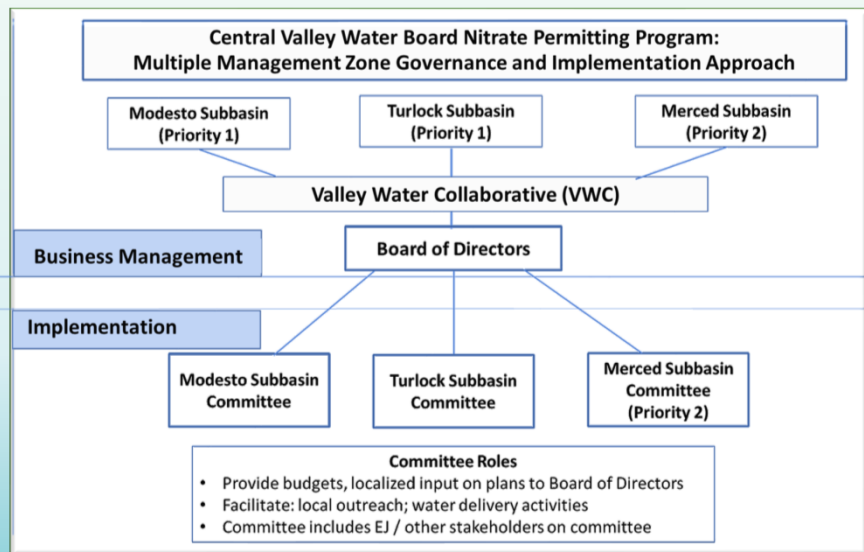 Central Valley Water Board Nitrate Permitting Program:
Multiple Management Zone Governance and Implementation Approach
Modesto Subbasin
(Priority 1)
Turlock Subbasin
(Priority 1)
Merced Subbasin
(Priority 2)
Valley Water Collaborative (VWC)
Business Management
Board of Directors
Implementation
Modesto Subbasin
Committee
Turlock Subbasin
Committee
Merced Subbasin
Committee
(Priority 2)
Committee Roles
• Provide budgets, localized input on plans to Board of Directors
• Facilitate: local outreach; water delivery activities
• Committee includes EJ / other stakeholders on committee